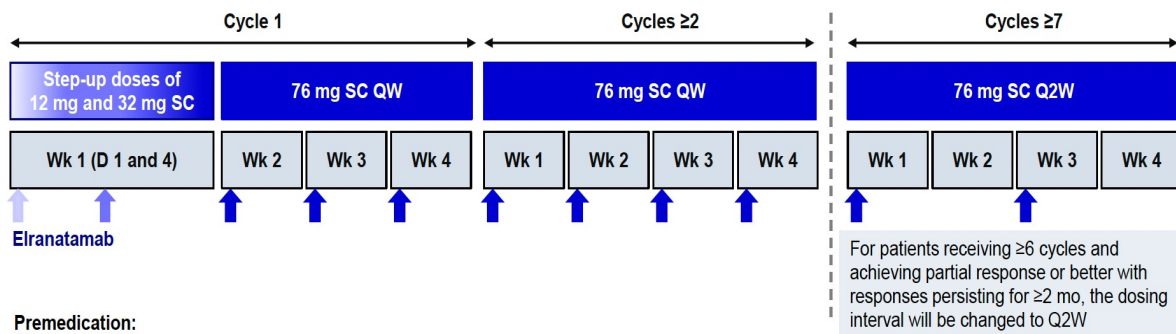 Cycle 1 Cycles ≥2 Cycles ≥7
Step-up doses of
12 mg and 32 mg SC
76 mg SC QW
76 mg SC QW
76 mg SC Q2W
Wk 1 (D 1 and 4) Wk 2 Wk 3 Wk 4 Wk 1 Wk 2 Wk 3 Wk 4 Wk 1 Wk 2 Wk 3 Wk 4
Elranatamab
For patients receiving ≥6 cycles and
achieving partial response or better with
responses persisting for ≥2 mo, the dosing
interval will be changed to Q2W
Premedication: